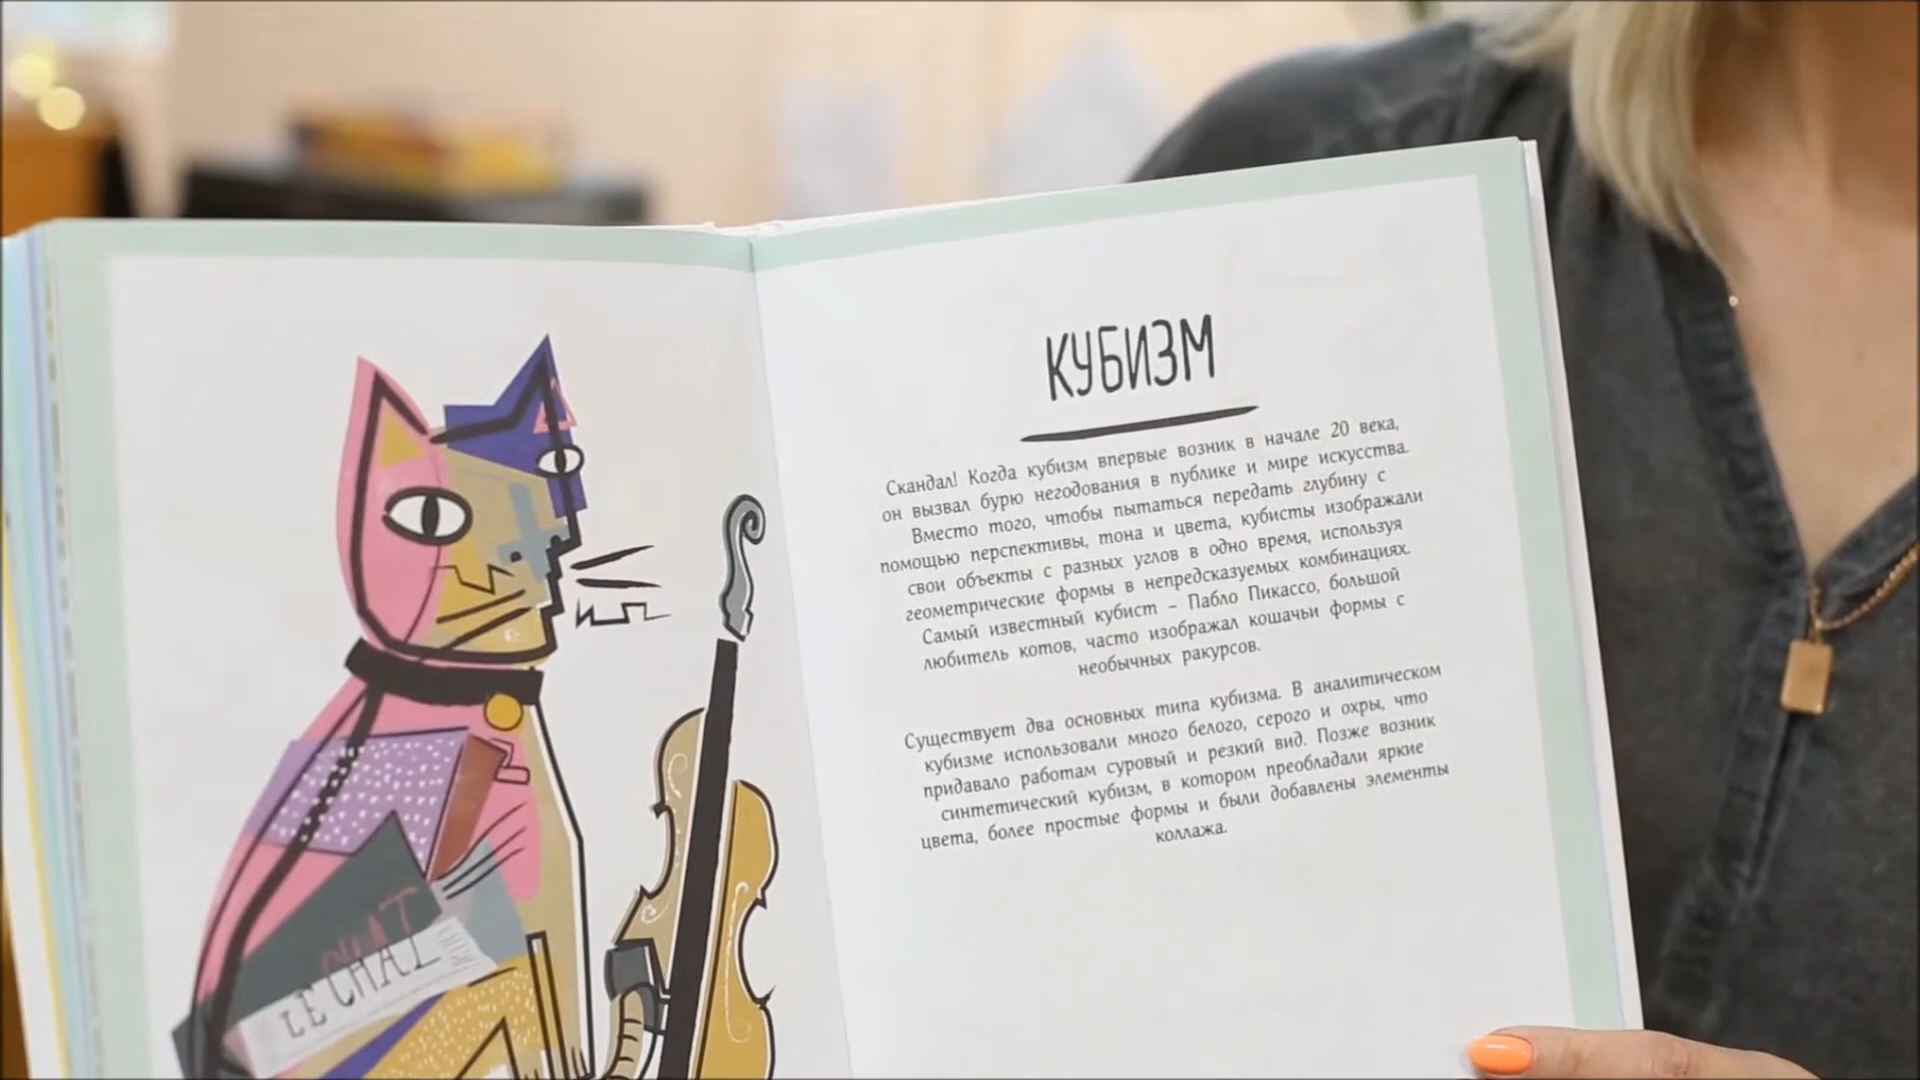 LE CHAT
КУБИЗМ
Скандал! Когда кубизм впервые возник в начале 20 века,
он вызвал бурю негодования в публике и мире искусства.
Вместо того, чтобы пытаться передать глубину с
помощью перспективы, тона и цвета, кубисты изображали
свои объекты с разных углов в одно время, используя
геометрические формы в непредсказуемых комбинациях.
Самый известный кубист – Пабло Пикассо, большой
любитель котов, часто изображал кошачьи формы с
необычных ракурсов.
Существует два основных типа кубизма. В аналитическом
кубизме использовали много белого, серого и охры, что
придавало работам суровый и резкий вид. Позже возник
синтетический кубизм, в котором преобладали яркие
цвета, более простые формы и были добавлены элементы
коллажа.